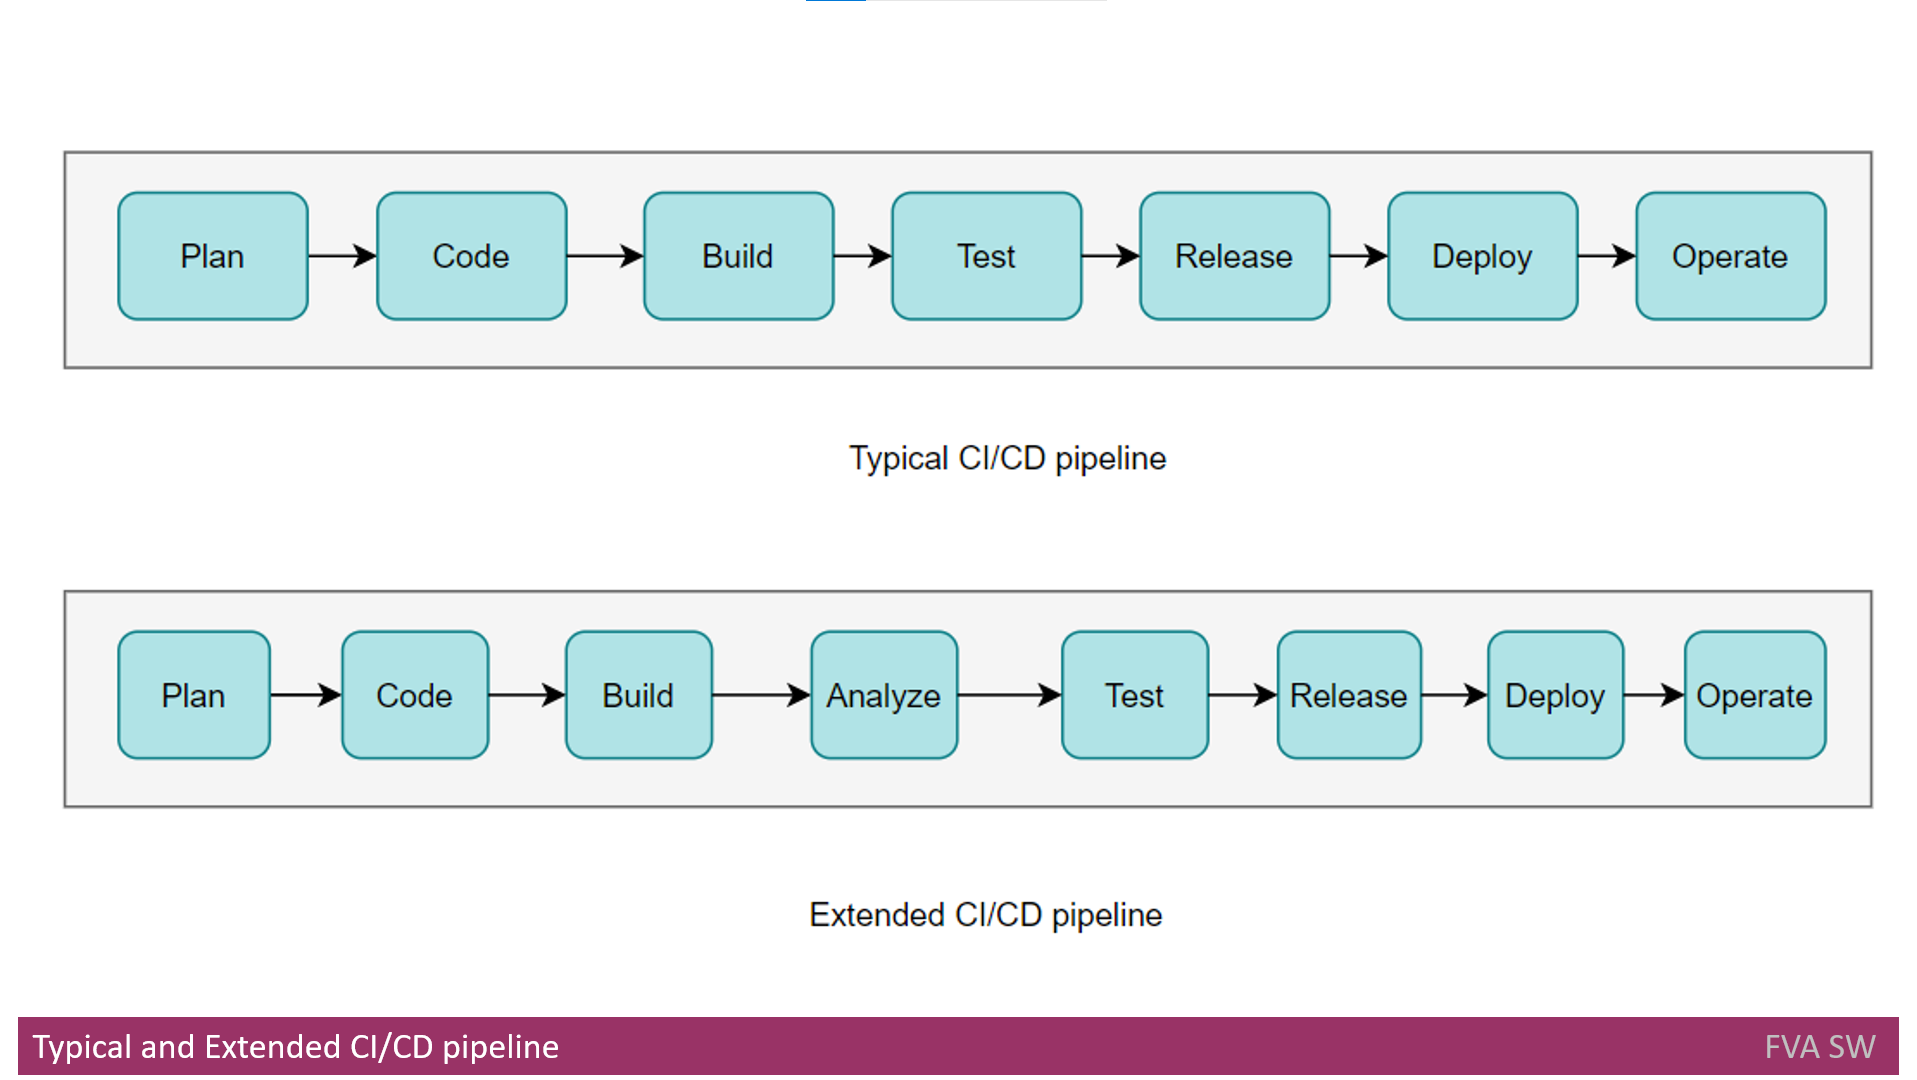 Plan Code Build Test Release Deploy Operate
Typical CI/CD pipeline
Plan Code Build Analyze Test Release Deploy Operate
Extended CI/CD pipeline
Typical and Extended CI/CD pipeline FVA SW